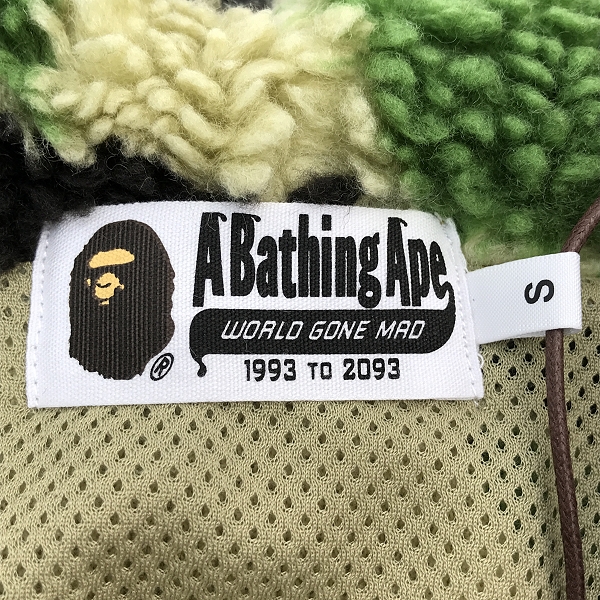 A Bathing Ape
WORLD GONE MAD
1993 TO 2093
®
S